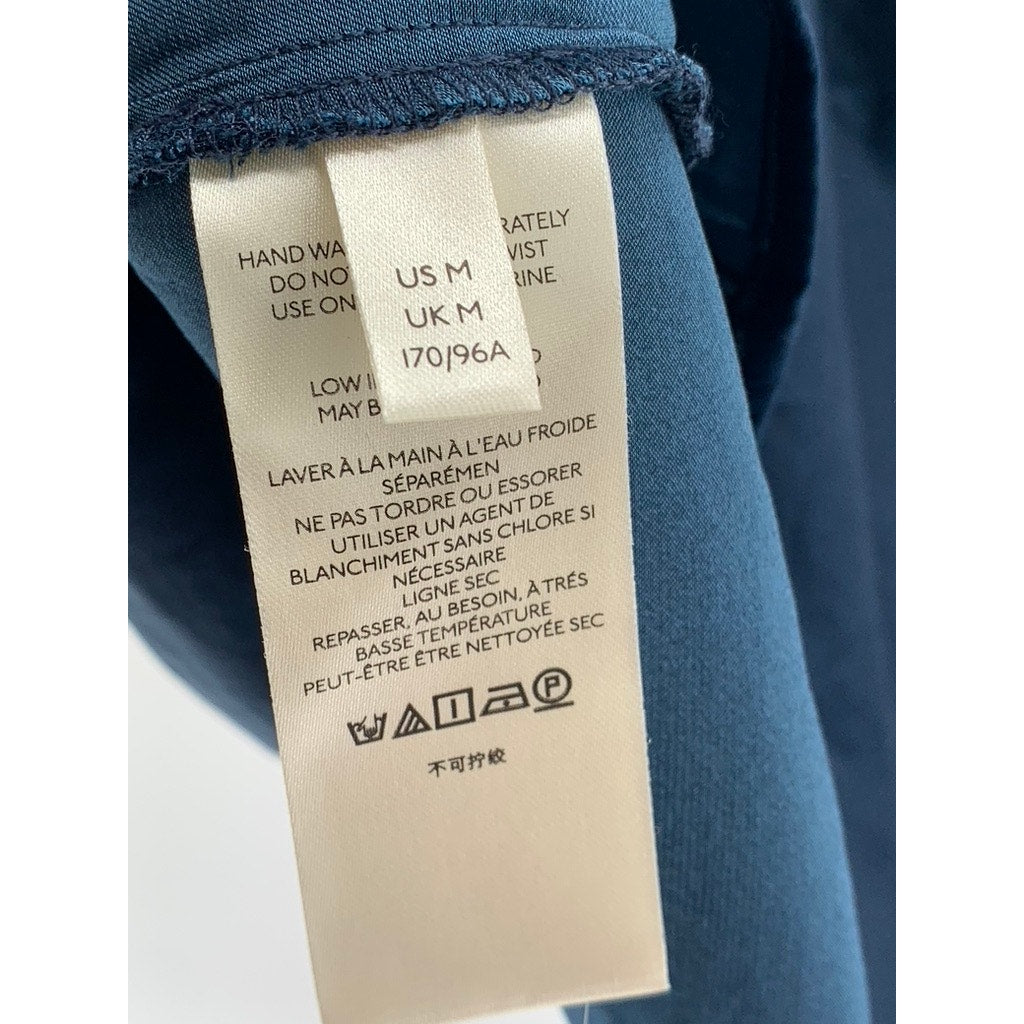 US M
UK M
170/96A
HAND WA RATELY
DO NO WIST
USE ON RINE
LOW I D
MAY B D
LAVER À LA MAIN À L'EAU FROIDE
SÉPARÉMEN
NE PAS TORDRE OU ESSORER
UTILISER UN AGENT DE
BLANCHIMENT SANS CHLORE SI
NÉCESSAIRE
LIGNE SEC
REPASSER, AU BESOIN, À TRÉS
BASSE TEMPÉRATURE
PEUT-ÊTRE ÊTRE NETTOYÉE SEC
P
不可拧绞